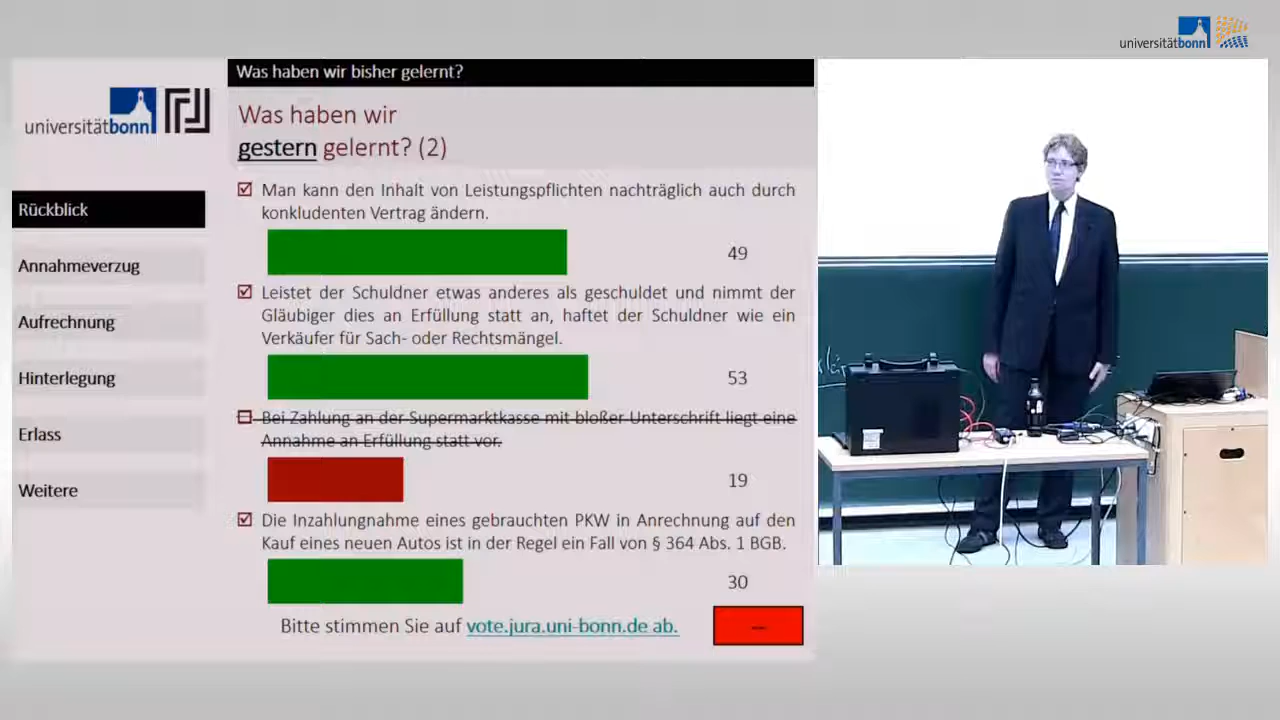 universitätbonn
Was haben wir bisher gelernt?
universitätbonn
Was haben wir
gestern gelernt? (2)
Rückblick
Annahmeverzug
Aufrechnung
Hinterlegung
Erlass
Weitere
Man kann den Inhalt von Leistungspflichten nachträglich auch durch
konkludenten Vertrag ändern.
49
Leistet der Schuldner etwas anderes als geschuldet und nimmt der
Gläubiger dies an Erfüllung statt an, haftet der Schuldner wie ein
Verkäufer für Sach- oder Rechtsmängel.
53
Bei Zahlung an der Supermarktkasse mit bloßer Unterschrift liegt eine
Annahme an Erfüllung statt vor.
19
Die Inzahlungnahme eines gebrauchten PKW in Anrechnung auf den
Kauf eines neuen Autos ist in der Regel ein Fall von § 364 Abs. 1 BGB.
30
Bitte stimmen Sie auf vote.jura.uni-bonn.de ab.